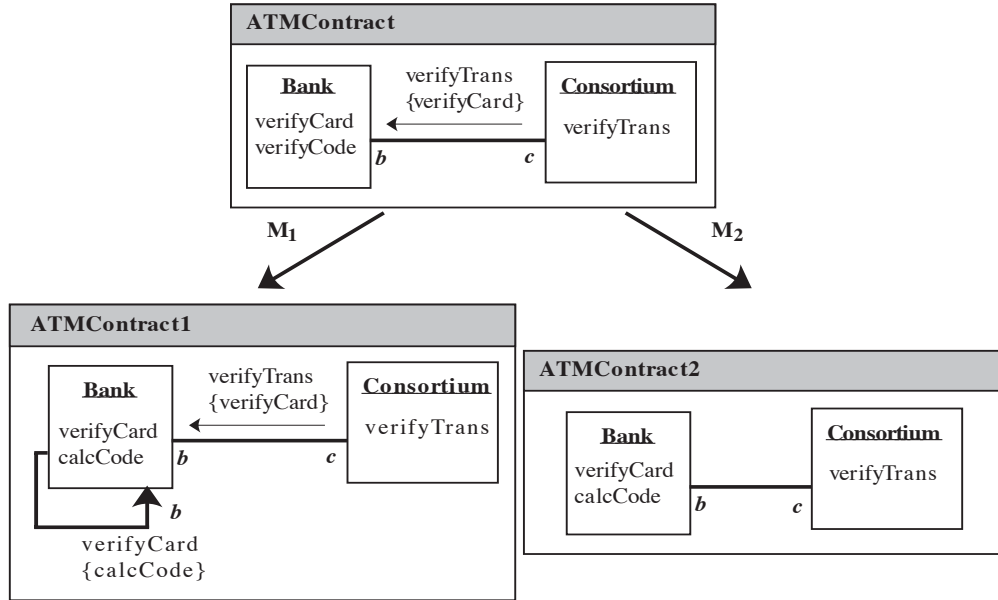 ATMContract
Bank
verifyCard
verifyCode
verifyTrans
{verifyCard}
b
c
Consortium
verifyTrans
M1
M2
ATMContract1
Bank
verifyCard
calcCode
verifyTrans
{verifyCard}
b
c
Consortium
verifyTrans
b
verifyCard
{calcCode}
ATMContract2
Bank
verifyCard
calcCode
b
c
Consortium
verifyTrans